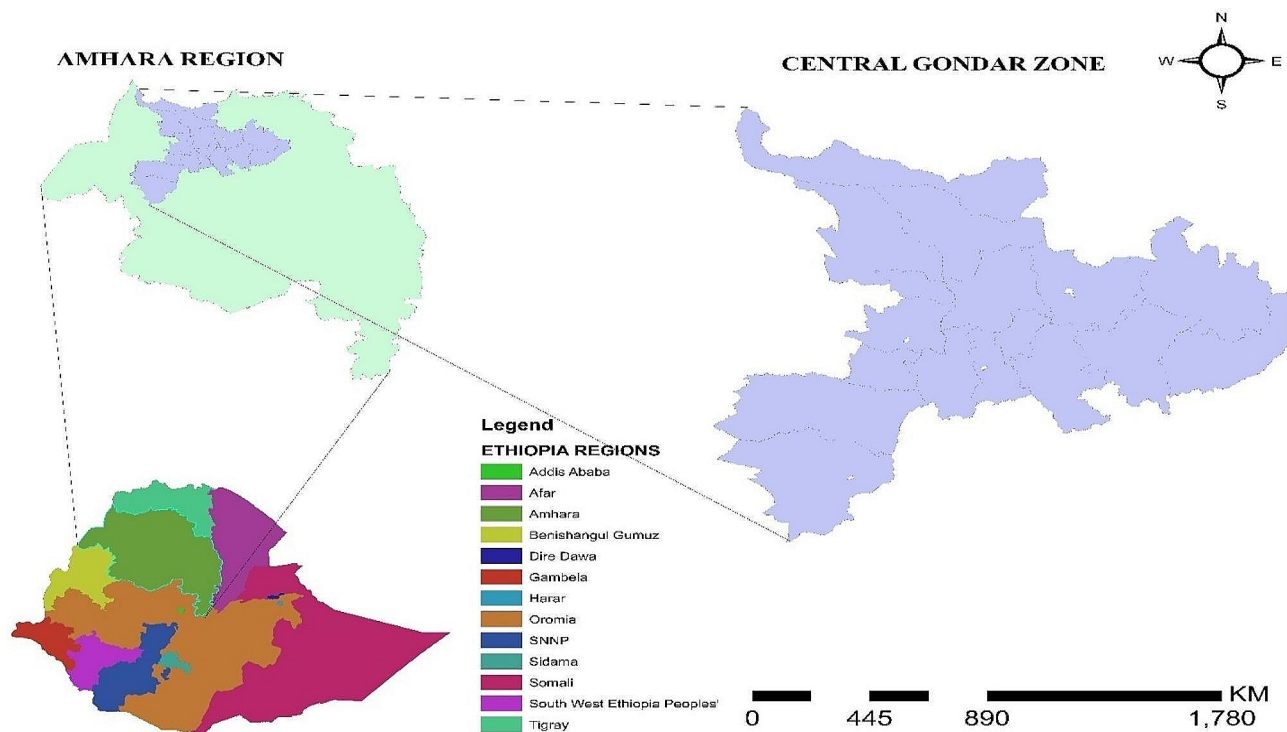 AMHARA REGION
CENTRAL GONDAR ZONE
N
W E
S
Legend
ETHIOPIA REGIONS
Addis Ababa
Afar
Amhara
Benishangul Gumuz
Dire Dawa
Gambela
Harar
Oromia
SNNP
Sidama
Somali
South West Ethiopia Peoples'
Tigray
KM
0 445 890 1,780